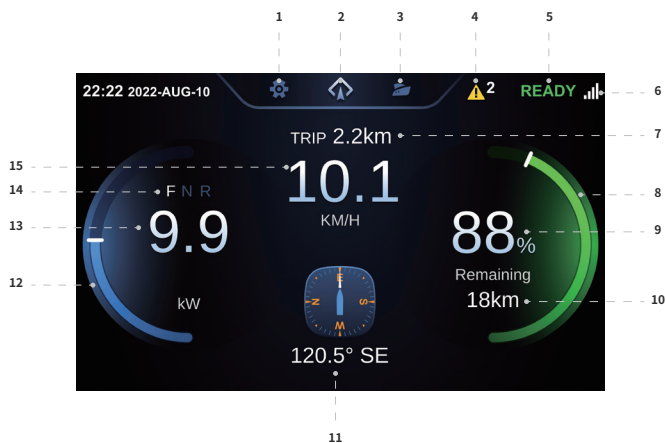 1 2 3 4 5
22:22 2022-AUG-10 2 READY
6
TRIP 2.2km
7
15
10.1
KM/H
14
F N R
8
13
9.9
88%
9
Remaining
12
kW
18km
10
E
N S
W
120.5° SE
11